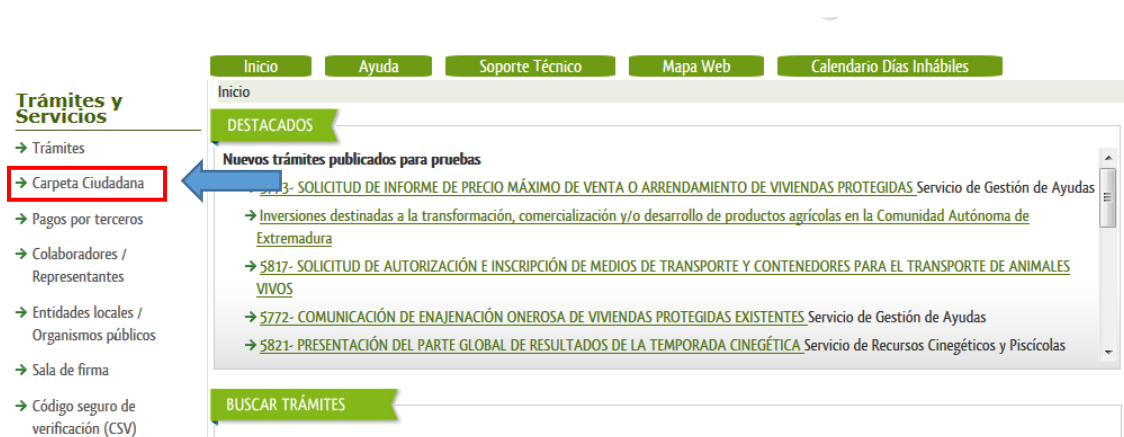 Inicio
Ayuda
Soporte Técnico
Mapa Web
Calendario Días Inhábiles
Inicio
Trámites y
Servicios
Trámites
Carpeta Ciudadana
Pagos por terceros
Colaboradores /
Representantes
Entidades locales /
Organismos públicos
Sala de firma
Código seguro de
verificación (CSV)
DESTACADOS
Nuevos trámites publicados para pruebas
SOLICITUD DE INFORME DE PRECIO MÁXIMO DE VENTA O ARRENDAMIENTO DE VIVIENDAS PROTEGIDAS Servicio de Gestión de Ayudas
Inversiones destinadas a la transformación, comercialización y/o desarrollo de productos agrícolas en la Comunidad Autónoma de
Extremadura
5817- SOLICITUD DE AUTORIZACIÓN E INSCRIPCIÓN DE MEDIOS DE TRANSPORTE Y CONTENEDORES PARA EL TRANSPORTE DE ANIMALES
VIVOS
5772- COMUNICACIÓN DE ENAJENACIÓN ONEROSA DE VIVIENDAS PROTEGIDAS EXISTENTES Servicio de Gestión de Ayudas
5821- PRESENTACIÓN DEL PARTE GLOBAL DE RESULTADOS DE LA TEMPORADA CINEGÉTICA Servicio de Recursos Cinegéticos y Piscícolas
BUSCAR TRÁMITES